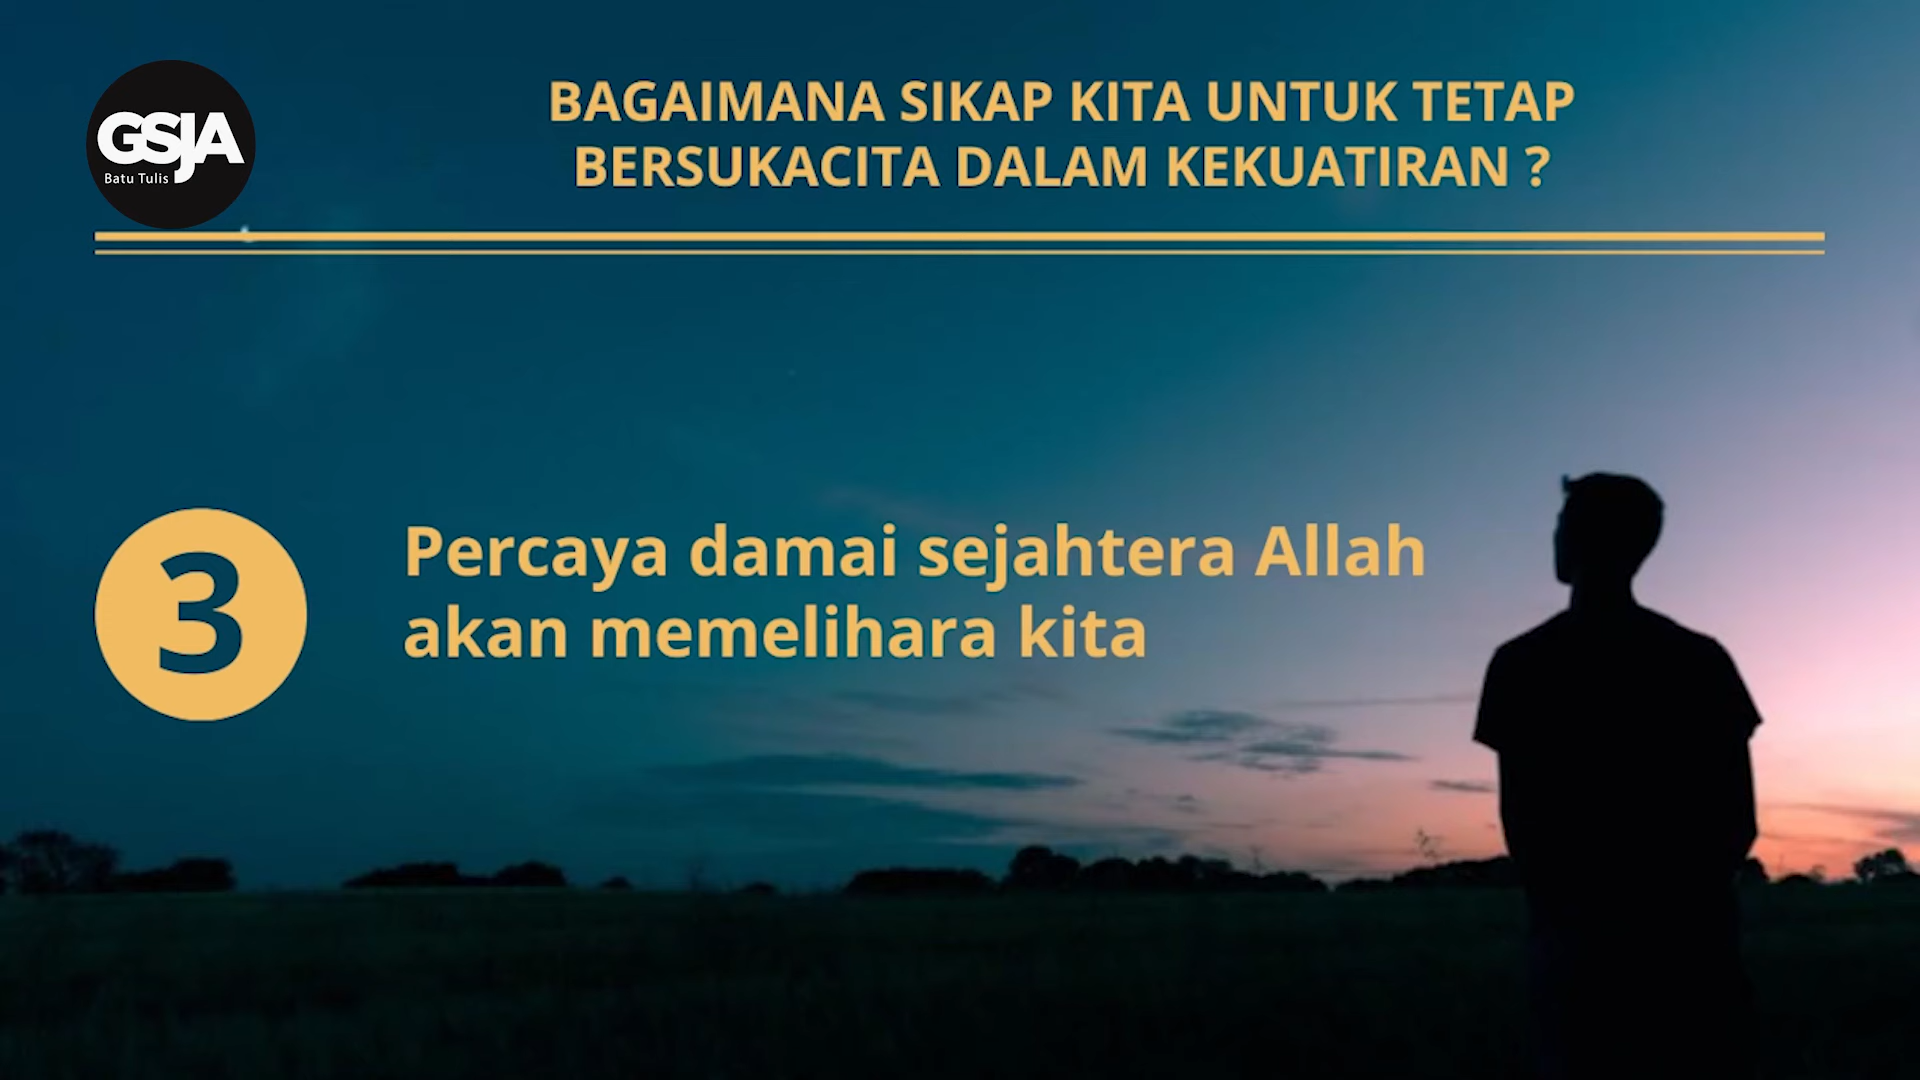 GSJA
Batu Tulis
BAGAIMANA SIKAP KITA UNTUK TETAP
BERSUKACITA DALAM KEKUATIRAN ?
3
Percaya damai sejahtera Allah
akan memelihara kita